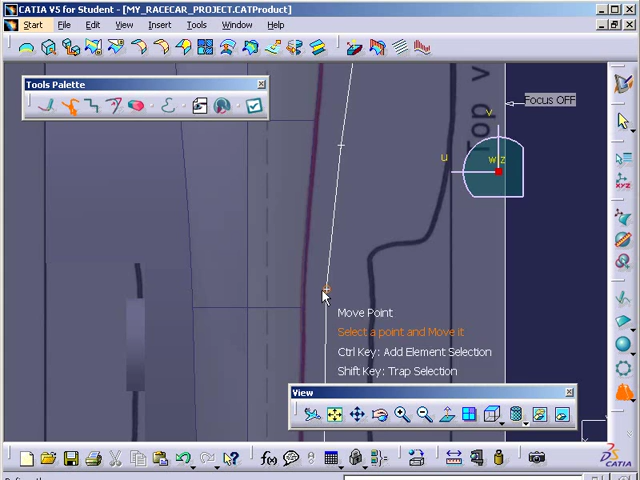 CATIA V5 for Student - [MY_RACECAR_PROJECT.CATProduct]
Start File Edit View Insert Tools Window Help
Tools Palette
Focus OFF
Top v
v
u
w z
Move Point
Select a point and Move it
Ctrl Key: Add Element Selection
Shift Key: Trap Selection
View
XYZ
f(x)
CATIA